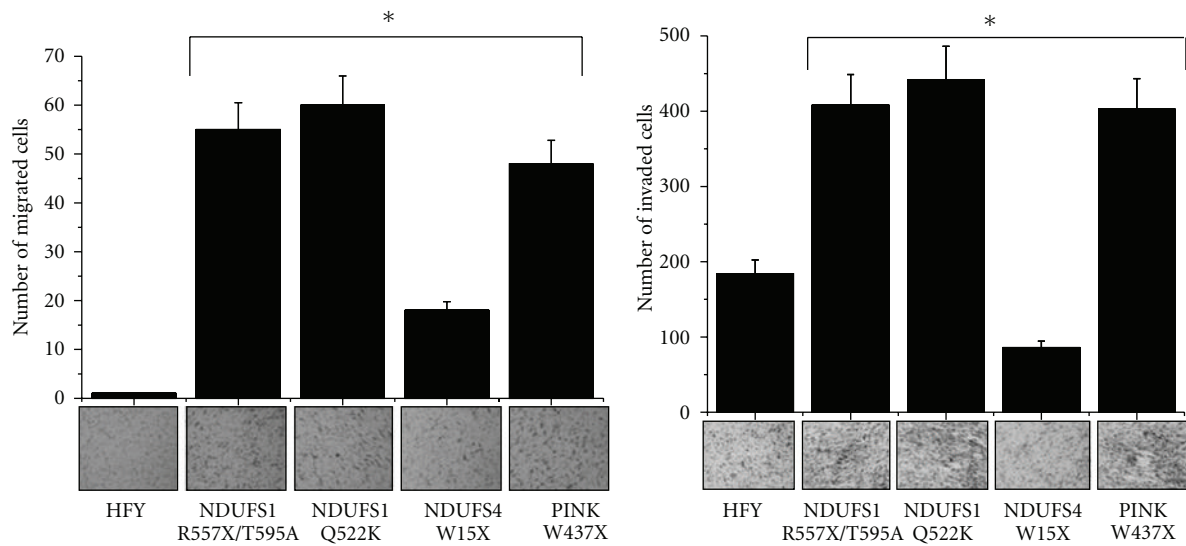 *
Number of migrated cells
70
60
50
40
30
20
10
0
HFY
NDUFS1
R557X/T595A
NDUFS1
Q522K
NDUFS4
W15X
PINK
W437X
*
Number of invaded cells
500
400
300
200
100
0
HFY
NDUFS1
R557X/T595A
NDUFS1
Q522K
NDUFS4
W15X
PINK
W437X